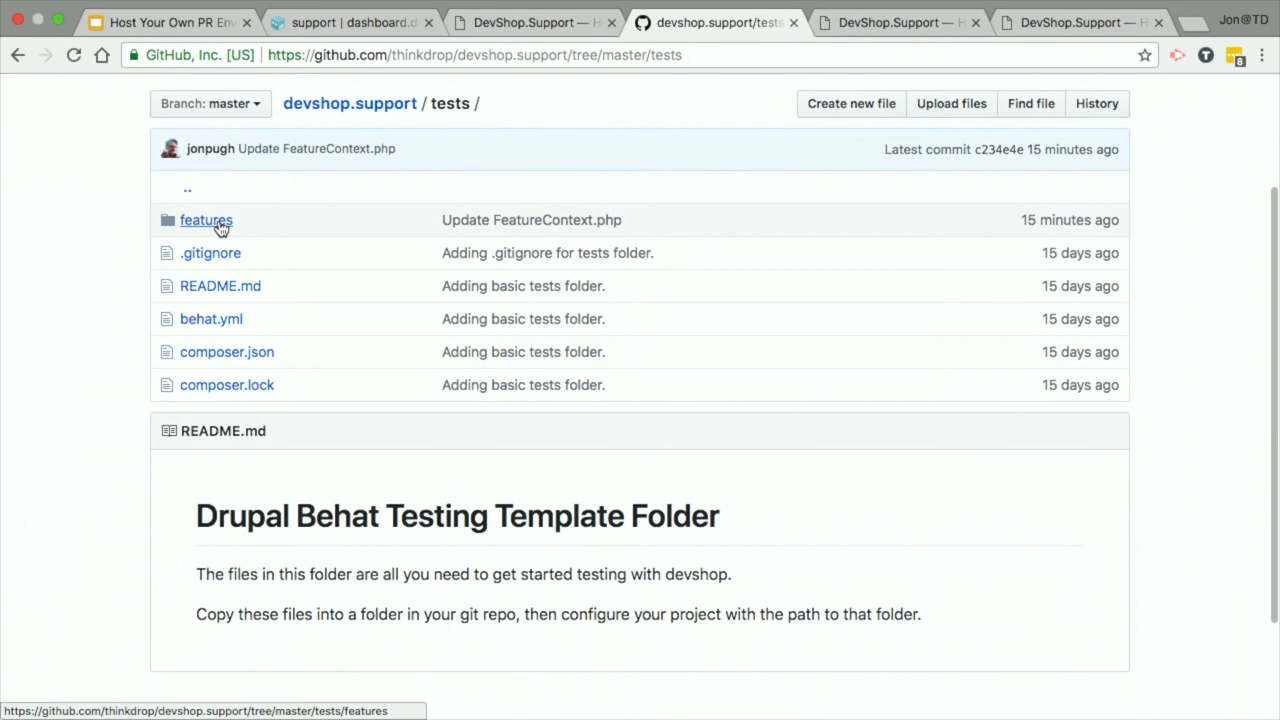 Host Your Own PR Env
support | dashboard.d
DevShop.Support — H
devshop.support/tests
DevShop.Support — H
DevShop.Support — H
Jon@TD
GitHub, Inc. [US] https://github.com/thinkdrop/devshop.support/tree/master/tests
8
Branch: master
devshop.support / tests /
Create new file
Upload files
Find file
History
jonpugh Update FeatureContext.php
Latest commit c234e4e 15 minutes ago
..
features Update FeatureContext.php 15 minutes ago
.gitignore Adding .gitignore for tests folder. 15 days ago
README.md Adding basic tests folder. 15 days ago
behat.yml Adding basic tests folder. 15 days ago
composer.json Adding basic tests folder. 15 days ago
composer.lock Adding basic tests folder. 15 days ago
README.md
Drupal Behat Testing Template Folder
The files in this folder are all you need to get started testing with devshop.
Copy these files into a folder in your git repo, then configure your project with the path to that folder.
https://github.com/thinkdrop/devshop.support/tree/master/tests/features